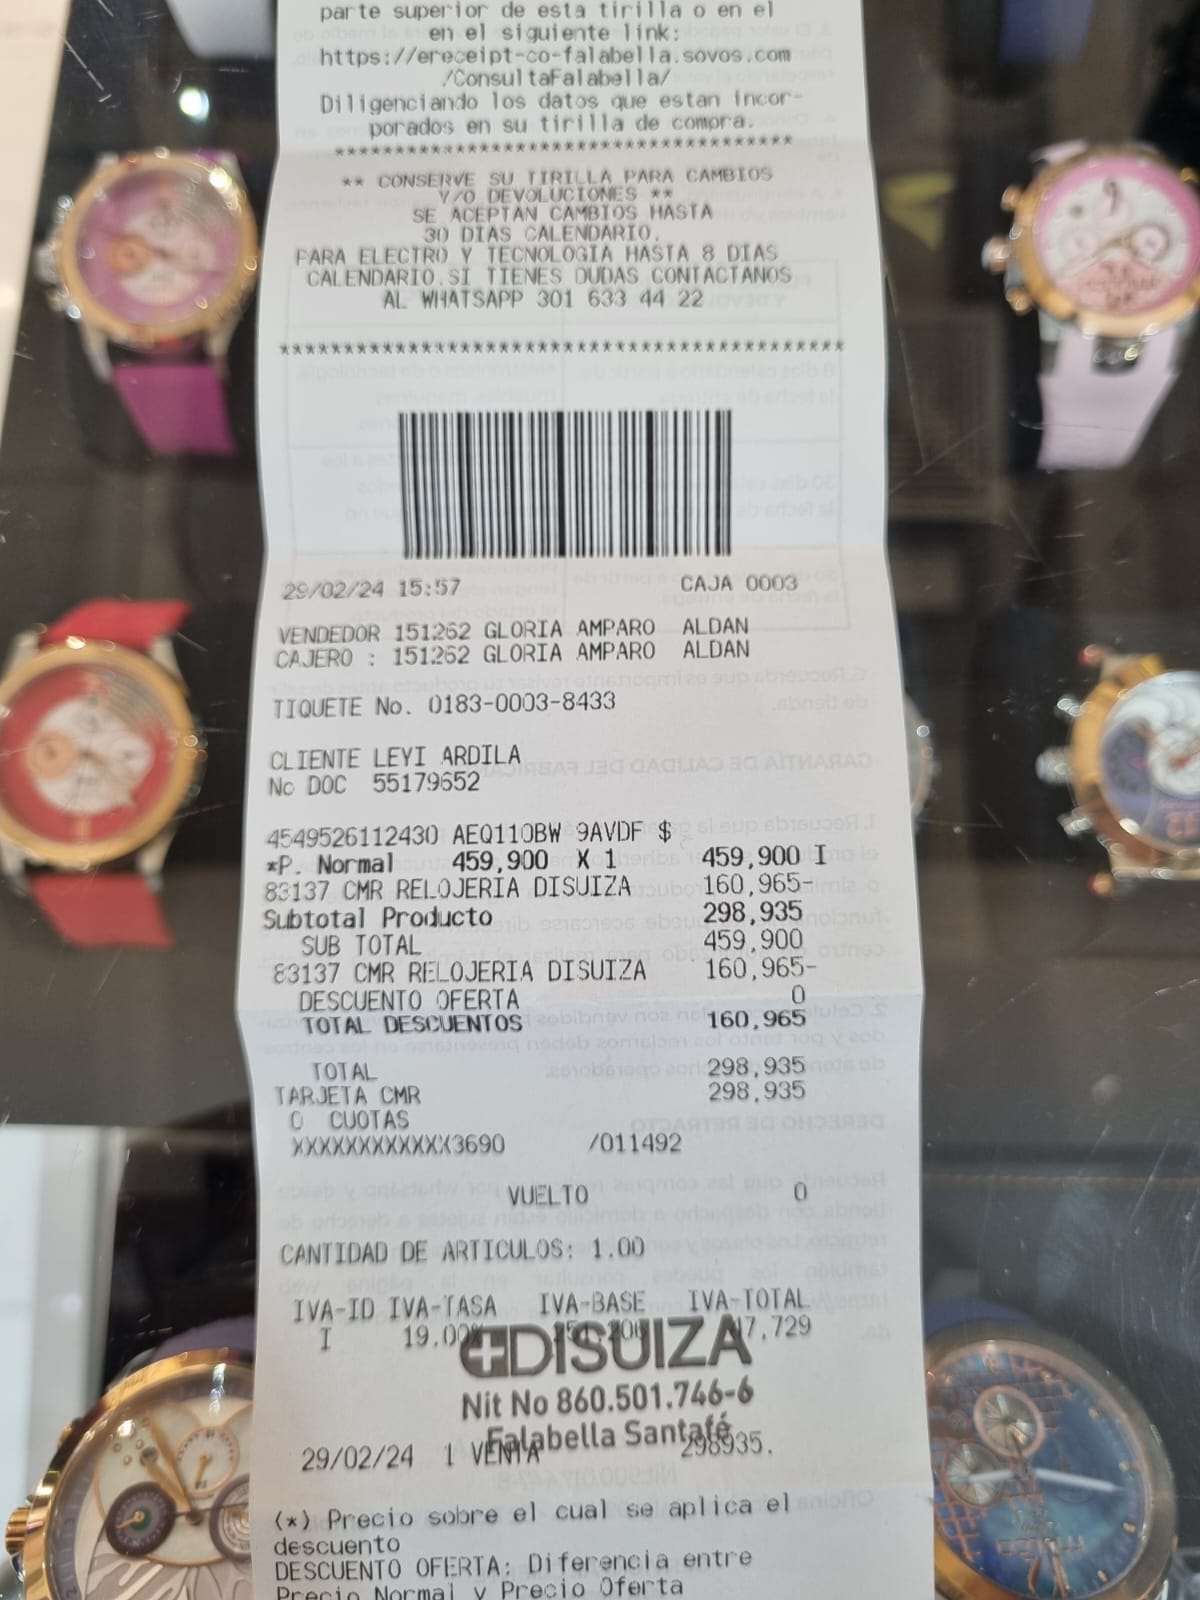 parte superior de esta tirilla o en el
en el siguiente link:
https://ereceipt-co-falabella.sovos.com
/ConsultaFalabella/
Diligenciando los datos que estan incor-
porados en su tirilla de compra.
***********************************
** CONSERVE SU TIRILLA PARA CAMBIOS
Y/O DEVOLUCIONES **
SE ACEPTAN CAMBIOS HASTA
30 DIAS CALENDARIO.
PARA ELECTRO Y TECNOLOGIA HASTA 8 DIAS
CALENDARIO.SI TIENES DUDAS CONTACTANOS
AL WHATSAPP 301 633 44 22
********************************************
29/02/24 15:57 CAJA 0003
VENDEDOR 151262 GLORIA AMPARO ALDAN
CAJERO : 151262 GLORIA AMPARO ALDAN
TIQUETE No. 0183-0003-8433
CLIENTE LEYI ARDILA
No DOC 55179652
4549526112430 AEQ110BW 9AVDF $
*P. Normal 459,900 X 1 459,900 I
83137 CMR RELOJERIA DISUIZA 160,965-
Subtotal Producto 298,935
SUB TOTAL 459,900
83137 CMR RELOJERIA DISUIZA 160,965-
DESCUENTO OFERTA 0
TOTAL DESCUENTOS 160,965
TOTAL 298,935
TARJETA CMR 298,935
0 CUOTAS
XXXXXXXXXXXX3690 /011492
VUELTO 0
CANTIDAD DE ARTICULOS: 1.00
IVA-ID IVA-TASA IVA-BASE IVA-TOTAL
I 19.00% 251,206 47,729
DISUIZA
Nit No 860.501.746-6
Falabella Santafé
29/02/24 1 VENTA 298935.
(*) Precio sobre el cual se aplica el
descuento
DESCUENTO OFERTA: Diferencia entre
Precio Normal y Precio Oferta